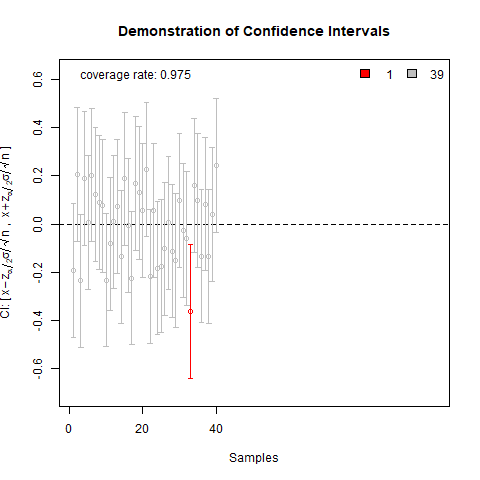 Demonstration of Confidence Intervals
coverage rate: 0.975
1
39
CI: [ x−zα/2σ/√n , x+zα/2σ/√n ]
0.6
0.4
0.2
0.0
-0.2
-0.4
-0.6
0 20 40
Samples